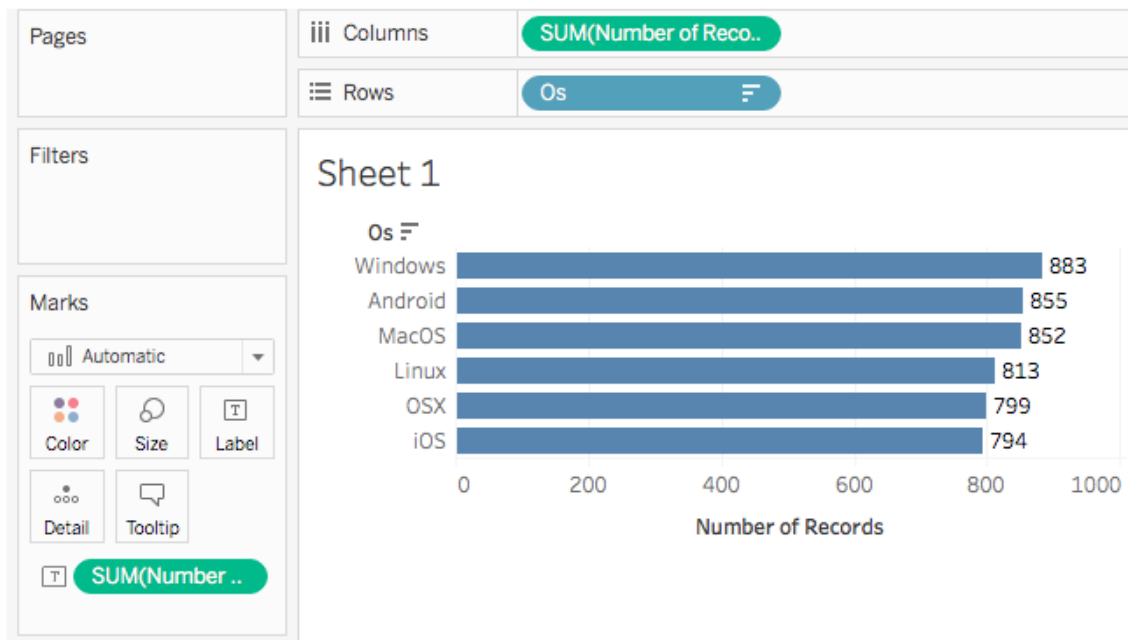 Pages
Columns
SUM(Number of Reco..
Rows
Os
Filters
Marks
Automatic
Color
Size
Label
Detail
Tooltip
SUM(Number ..
Sheet 1
Os
Windows 883
Android 855
MacOS 852
Linux 813
OSX 799
iOS 794
0 200 400 600 800 1000
Number of Records